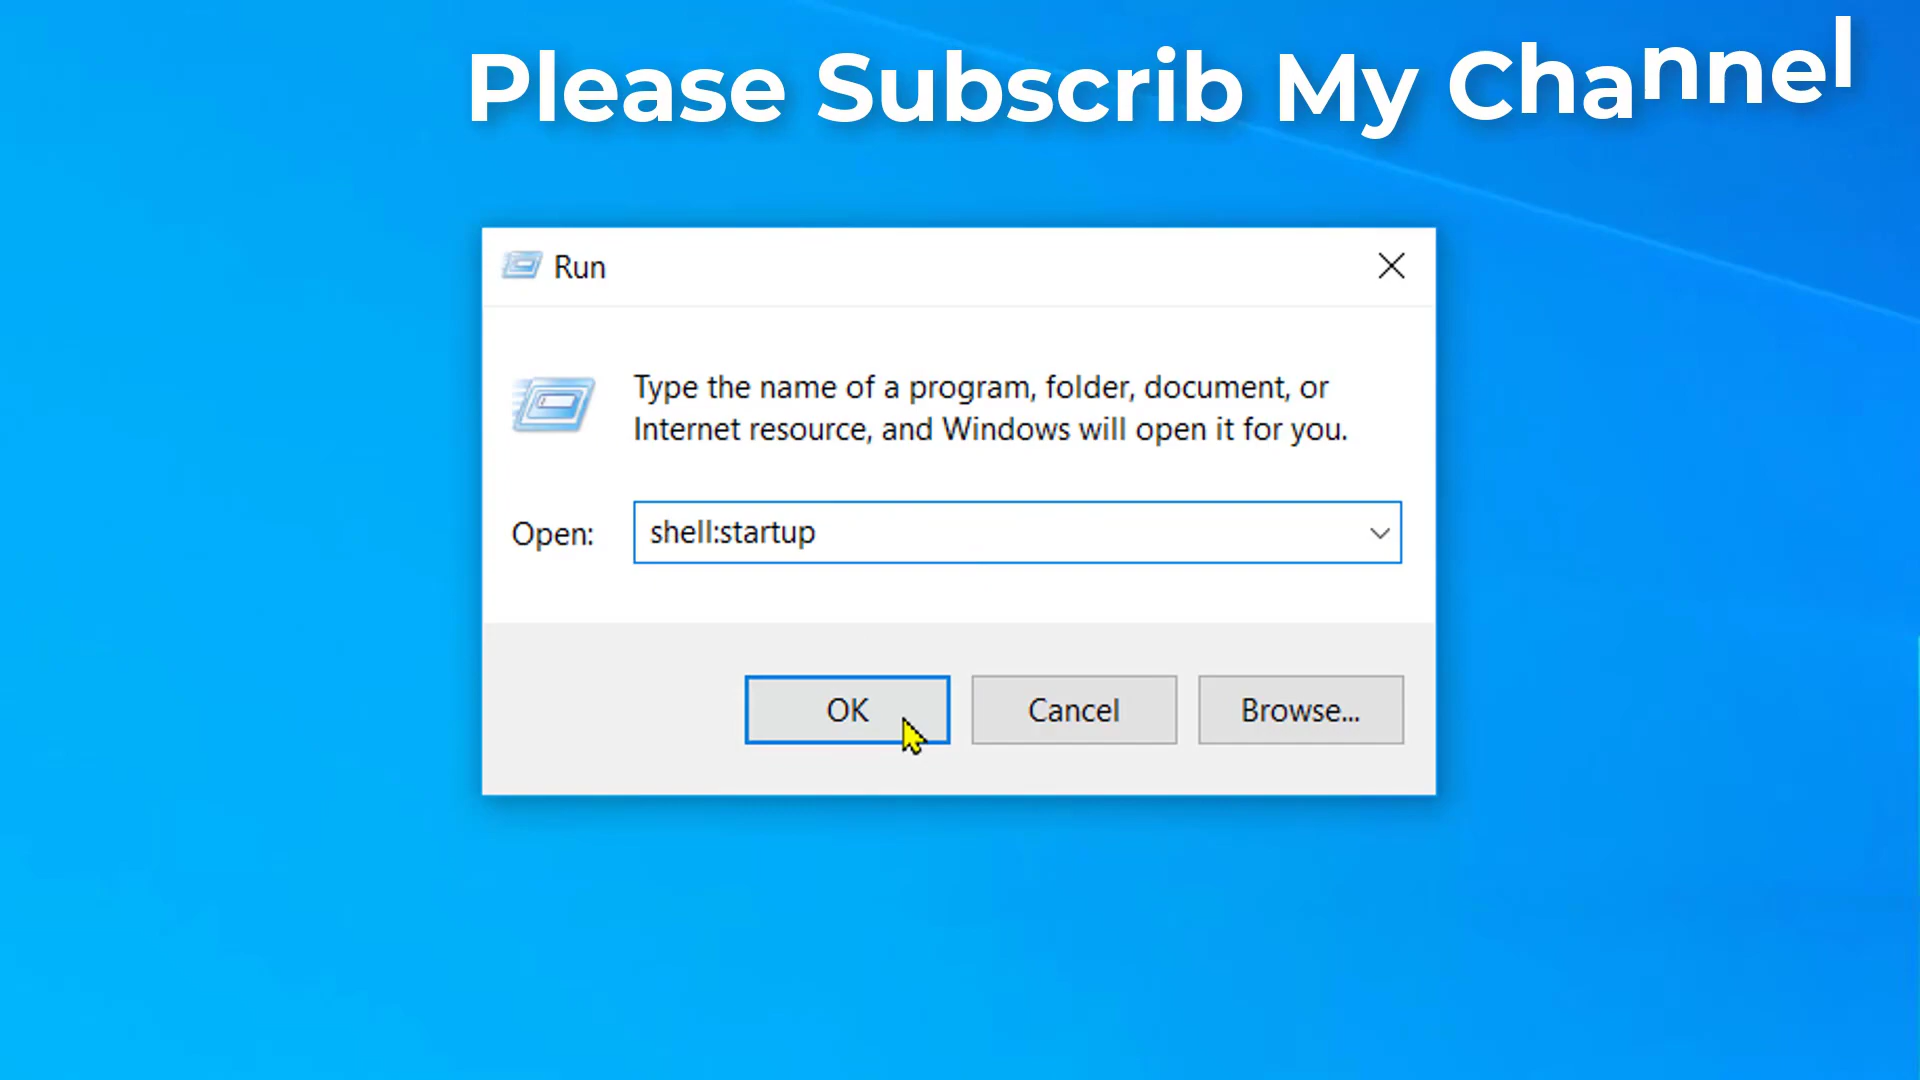 Please Subscrib My Channel
Run
Type the name of a program, folder, document, or
Internet resource, and Windows will open it for you.
Open: shell:startup
OK Cancel Browse...